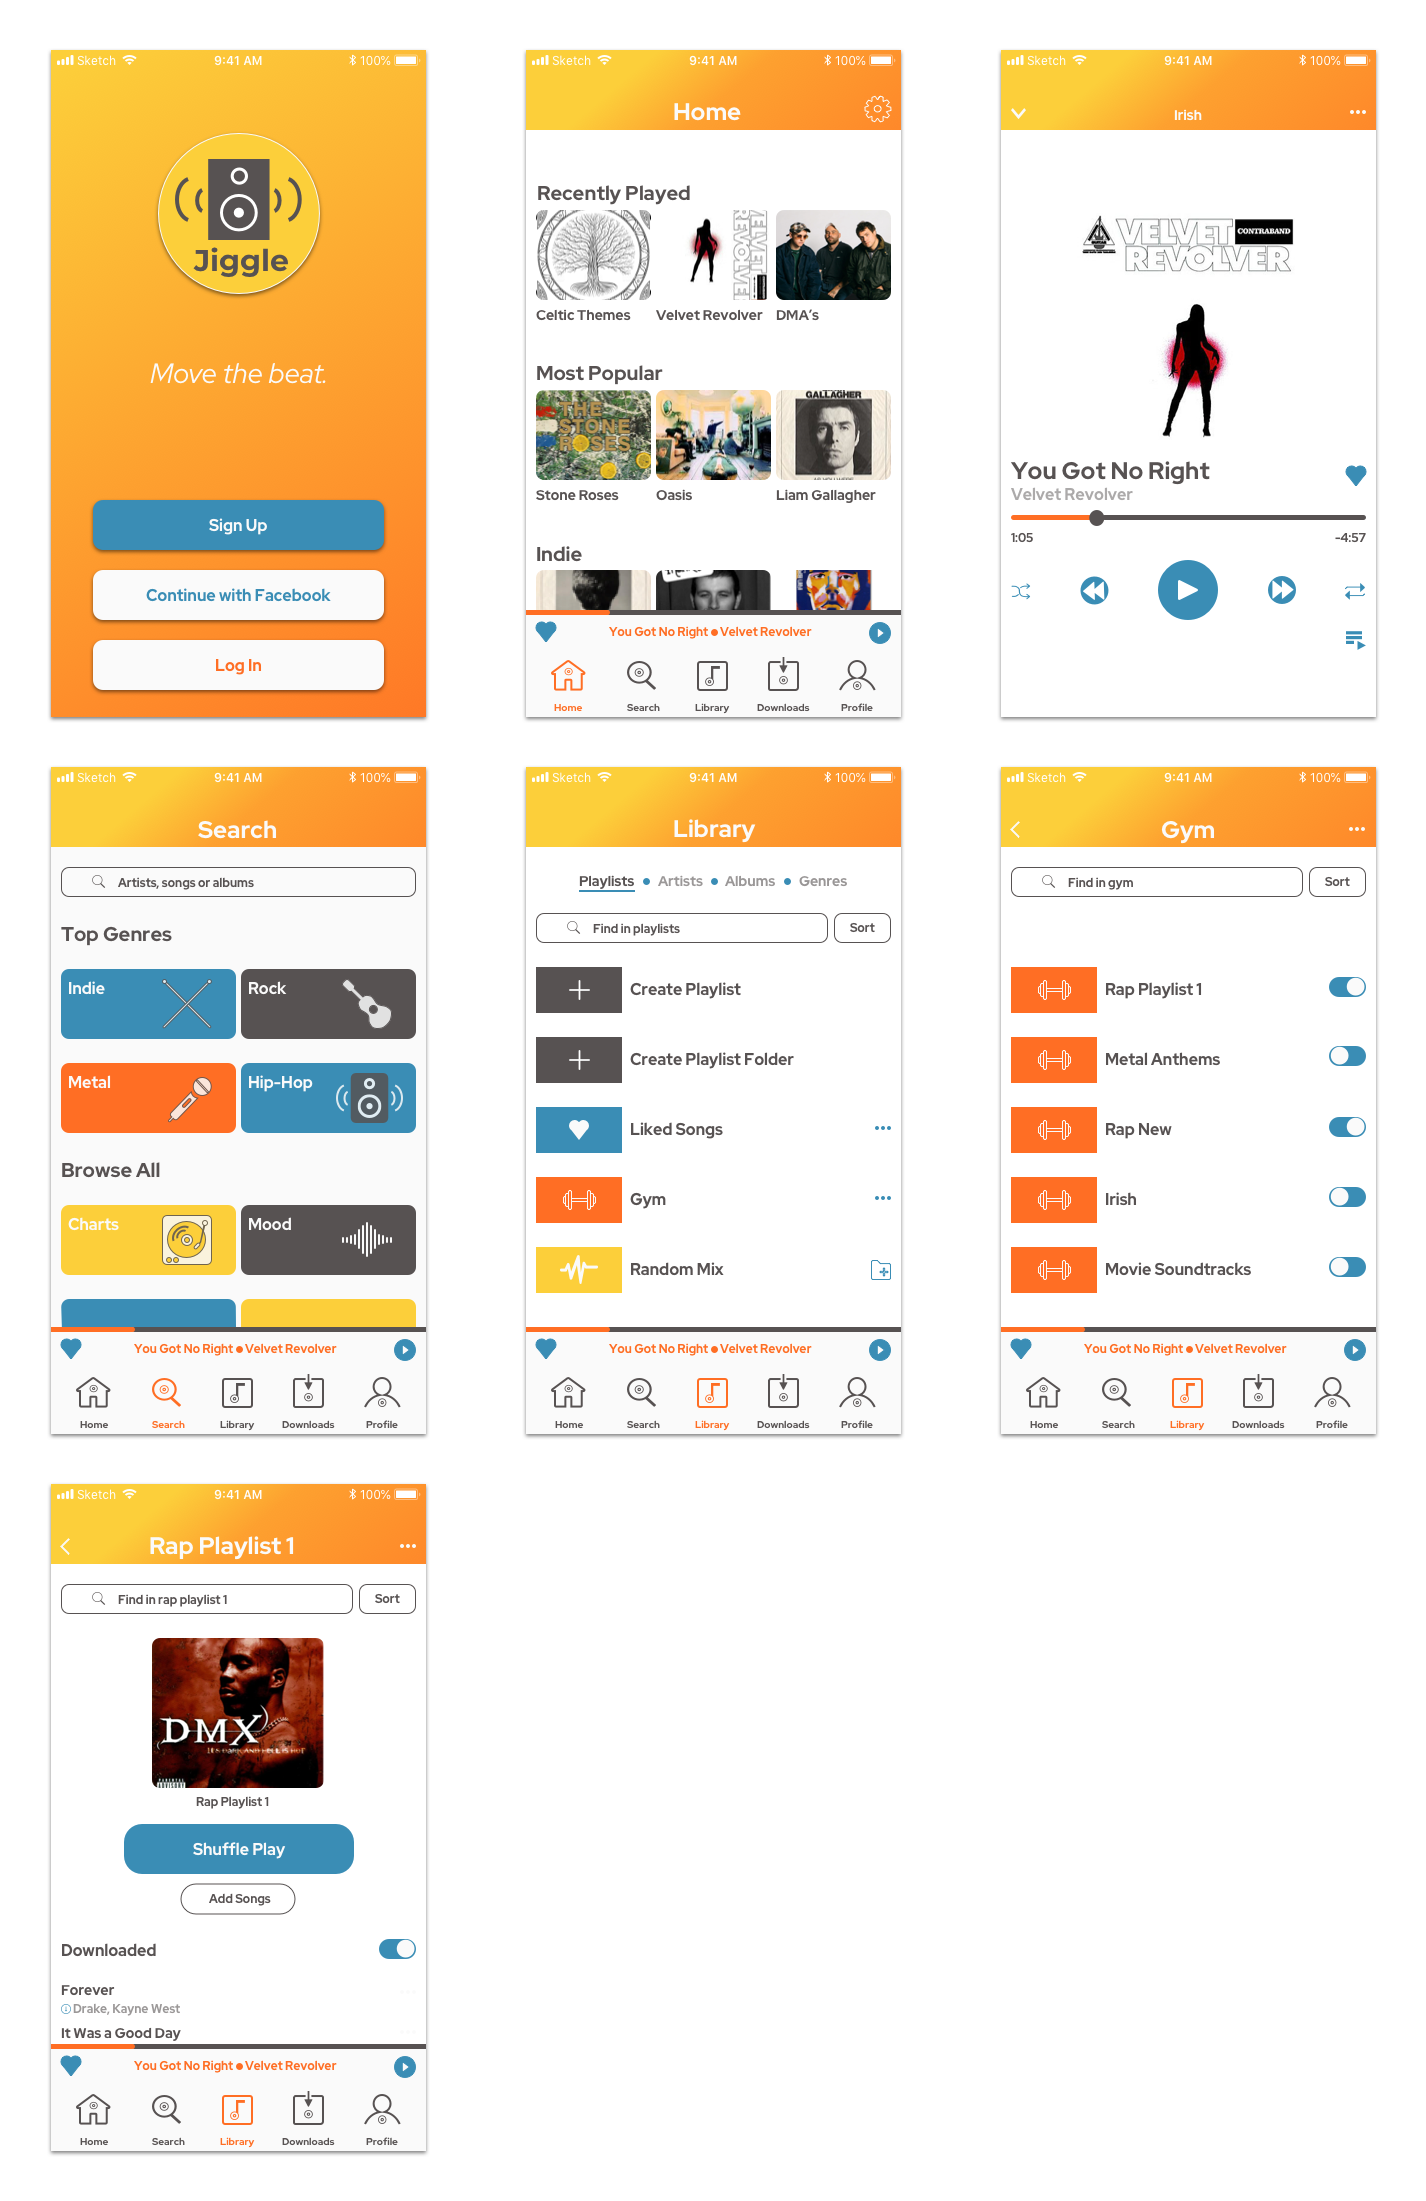 Sketch 9:41 AM 100%
Jiggle
Move the beat.
Sign Up
Continue with Facebook
Log In
Sketch 9:41 AM 100%
Home
Recently Played
VELVET
REVOLVER
Celtic Themes Velvet Revolver DMA's
Most Popular
THE
STONE
ROSES
GALLAGHER
Stone Roses Oasis Liam Gallagher
Indie
You Got No Right • Velvet Revolver
Home Search Library Downloads Profile
Sketch 9:41 AM 100%
Irish
VELVET CONTRABAND
REVOLVER
You Got No Right
Velvet Revolver
1:05 -4:57
Sketch 9:41 AM 100%
Search
Artists, songs or albums
Top Genres
Indie Rock
Metal Hip-Hop
Browse All
Charts Mood
You Got No Right • Velvet Revolver
Home Search Library Downloads Profile
Sketch 9:41 AM 100%
Library
Playlists • Artists • Albums • Genres
Find in playlists Sort
Create Playlist
Create Playlist Folder
Liked Songs
Gym
Random Mix
You Got No Right • Velvet Revolver
Home Search Library Downloads Profile
Sketch 9:41 AM 100%
Gym
Find in gym Sort
Rap Playlist 1
Metal Anthems
Rap New
Irish
Movie Soundtracks
You Got No Right • Velvet Revolver
Home Search Library Downloads Profile
Sketch 9:41 AM 100%
Rap Playlist 1
Find in rap playlist 1 Sort
DMX
IT'S DARK AND HELL IS HOT
PARENTAL
ADVISORY
Rap Playlist 1
Shuffle Play
Add Songs
Downloaded
Forever
Drake, Kayne West
It Was a Good Day
You Got No Right • Velvet Revolver
Home Search Library Downloads Profile